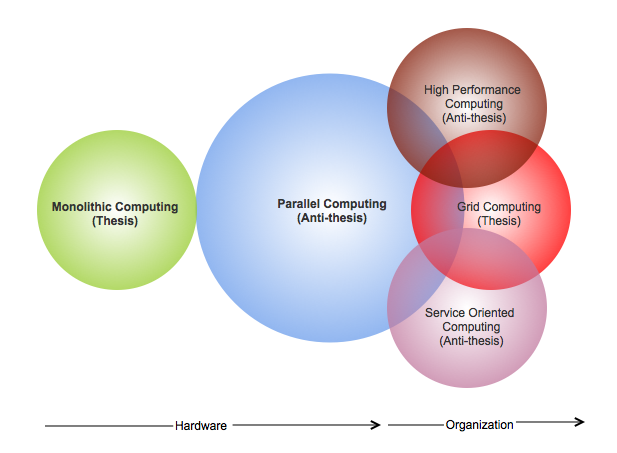 High Performance
Computing
(Anti-thesis)
Monolithic Computing
(Thesis)
Parallel Computing
(Anti-thesis)
Grid Computing
(Thesis)
Service Oriented
Computing
(Anti-thesis)
Hardware
Organization